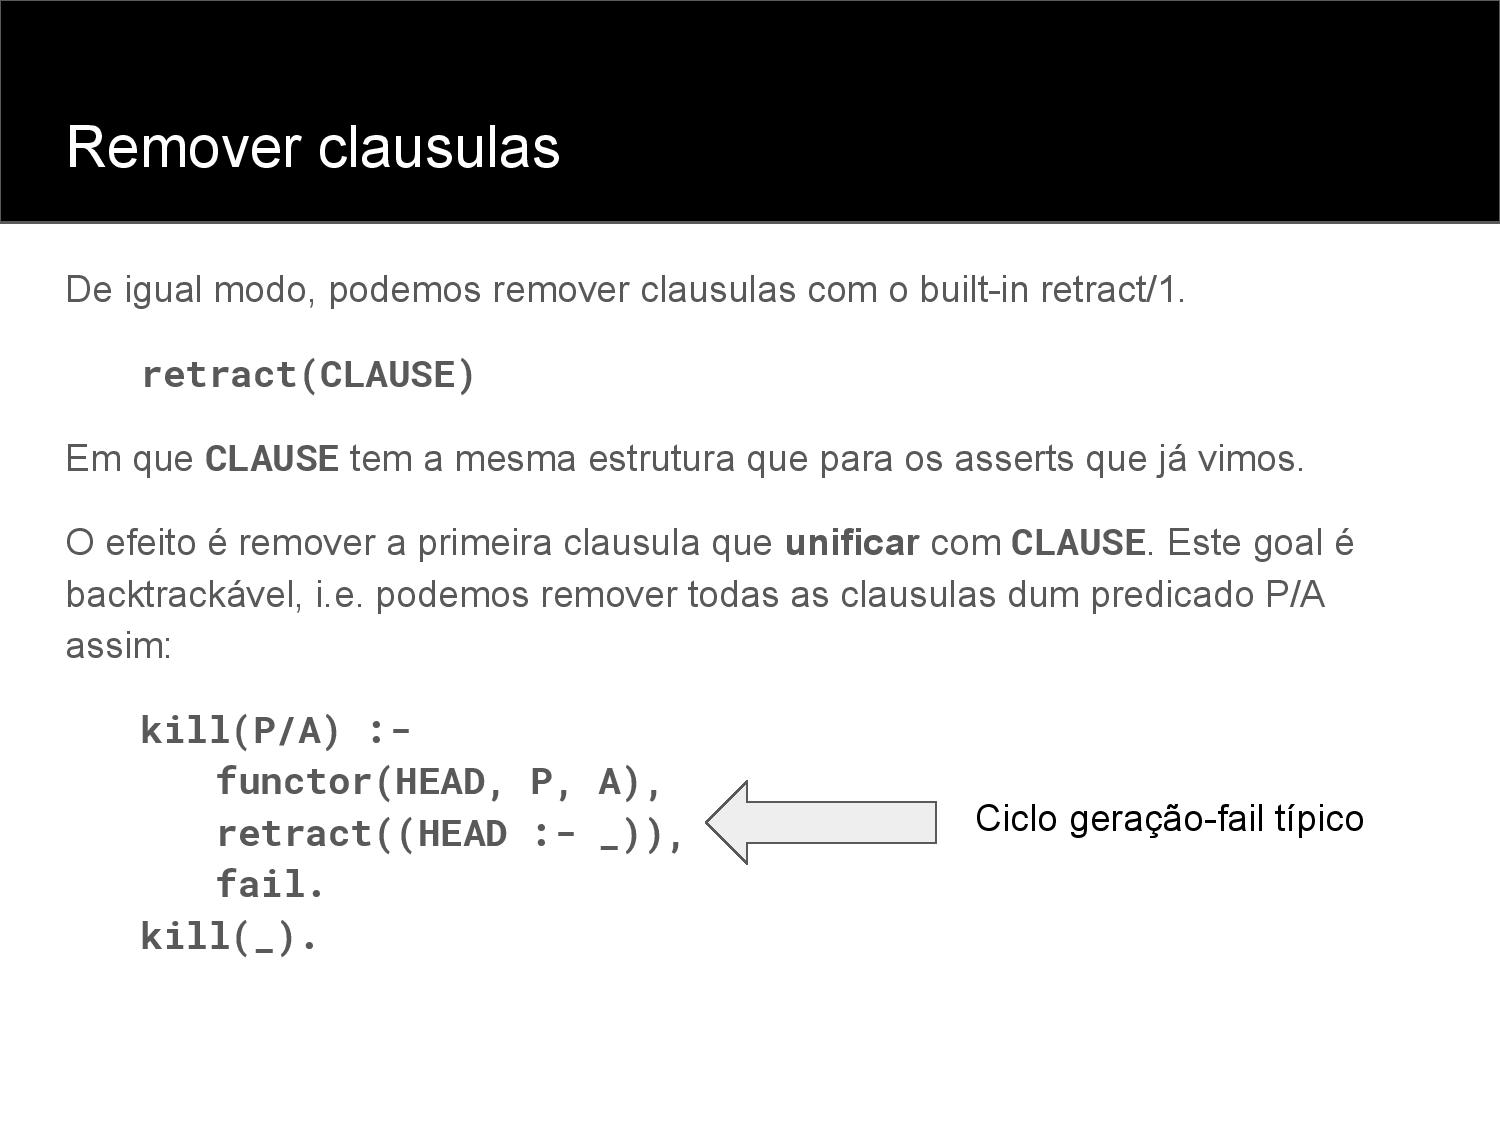 Remover clausulas
De igual modo, podemos remover clausulas com o built-in retract/1.
retract(CLAUSE)
Em que CLAUSE tem a mesma estrutura que para os asserts que já vimos.
O efeito é remover a primeira clausula que unificar com CLAUSE. Este goal é
backtrackável, i.e. podemos remover todas as clausulas dum predicado P/A
assim:
kill(P/A) :-
functor(HEAD, P, A),
retract((HEAD :- _)),
fail.
kill(_).
Ciclo geração-fail típico